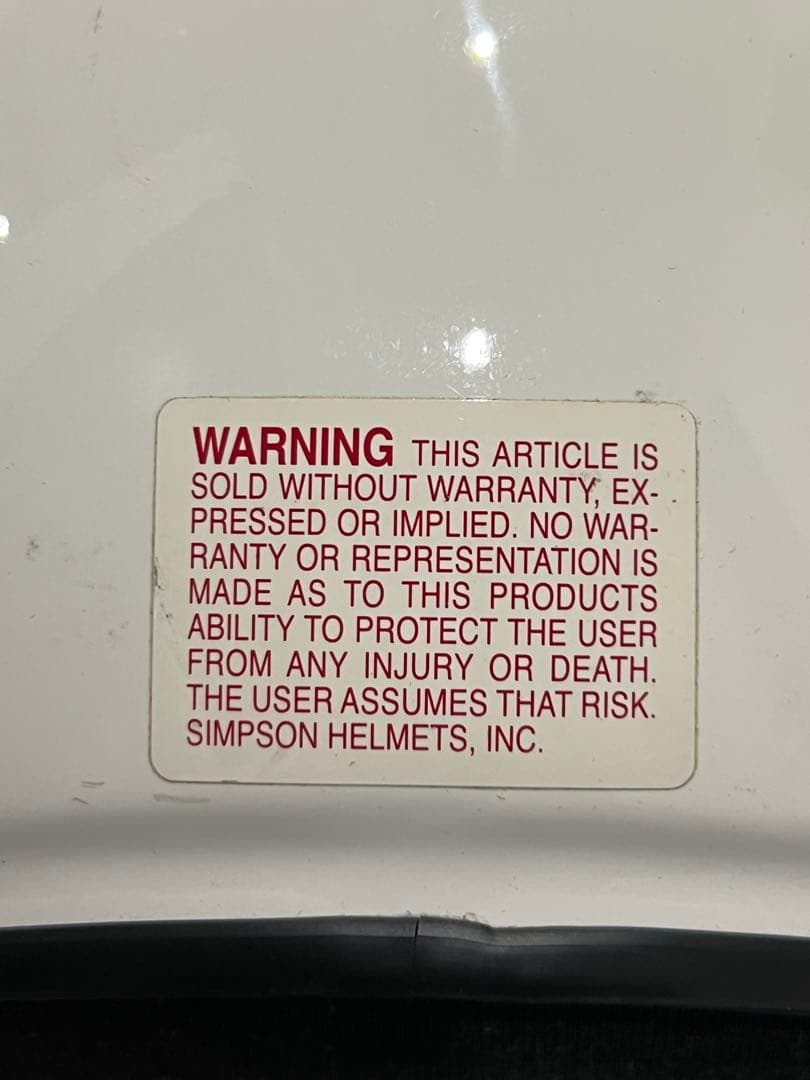 WARNING THIS ARTICLE IS
SOLD WITHOUT WARRANTY, EX-
PRESSED OR IMPLIED. NO WAR-
RANTY OR REPRESENTATION IS
MADE AS TO THIS PRODUCTS
ABILITY TO PROTECT THE USER
FROM ANY INJURY OR DEATH.
THE USER ASSUMES THAT RISK.
SIMPSON HELMETS, INC.